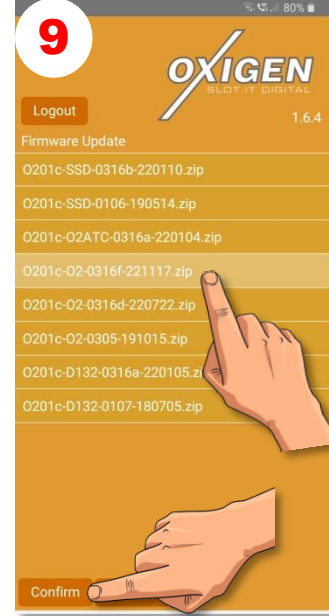 80%
9
OXIGEN
SLOT.IT DIGITAL
Logout
1.6.4
Firmware Update
O201c-SSD-0316b-220110.zip
O201c-SSD-0106-190514.zip
O201c-O2ATC-0316a-220104.zip
O201c-O2-0316f-221117.zip
O201c-O2-0316d-220722.zip
O201c-O2-0305-191015.zip
O201c-D132-0316a-220105.zi
O201c-D132-0107-180705.zip
Confirm